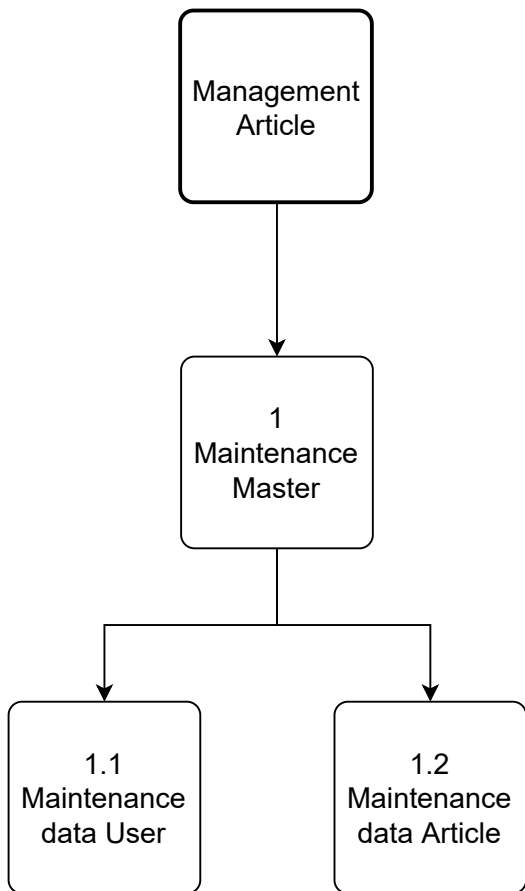 Management
Article
1
Maintenance
Master
1.1
Maintenance
data User
1.2
Maintenance
data Article